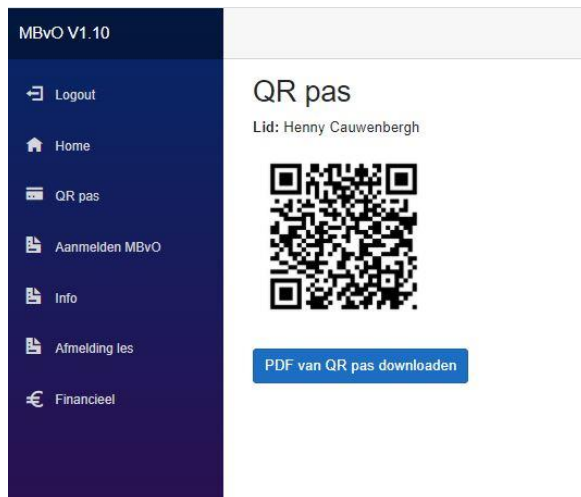 MBvO V1.10
Logout
Home
QR pas
Aanmelden MBvO
Info
Afmelding les
Financieel
QR pas
Lid: Henny Cauwenbergh
PDF van QR pas downloaden